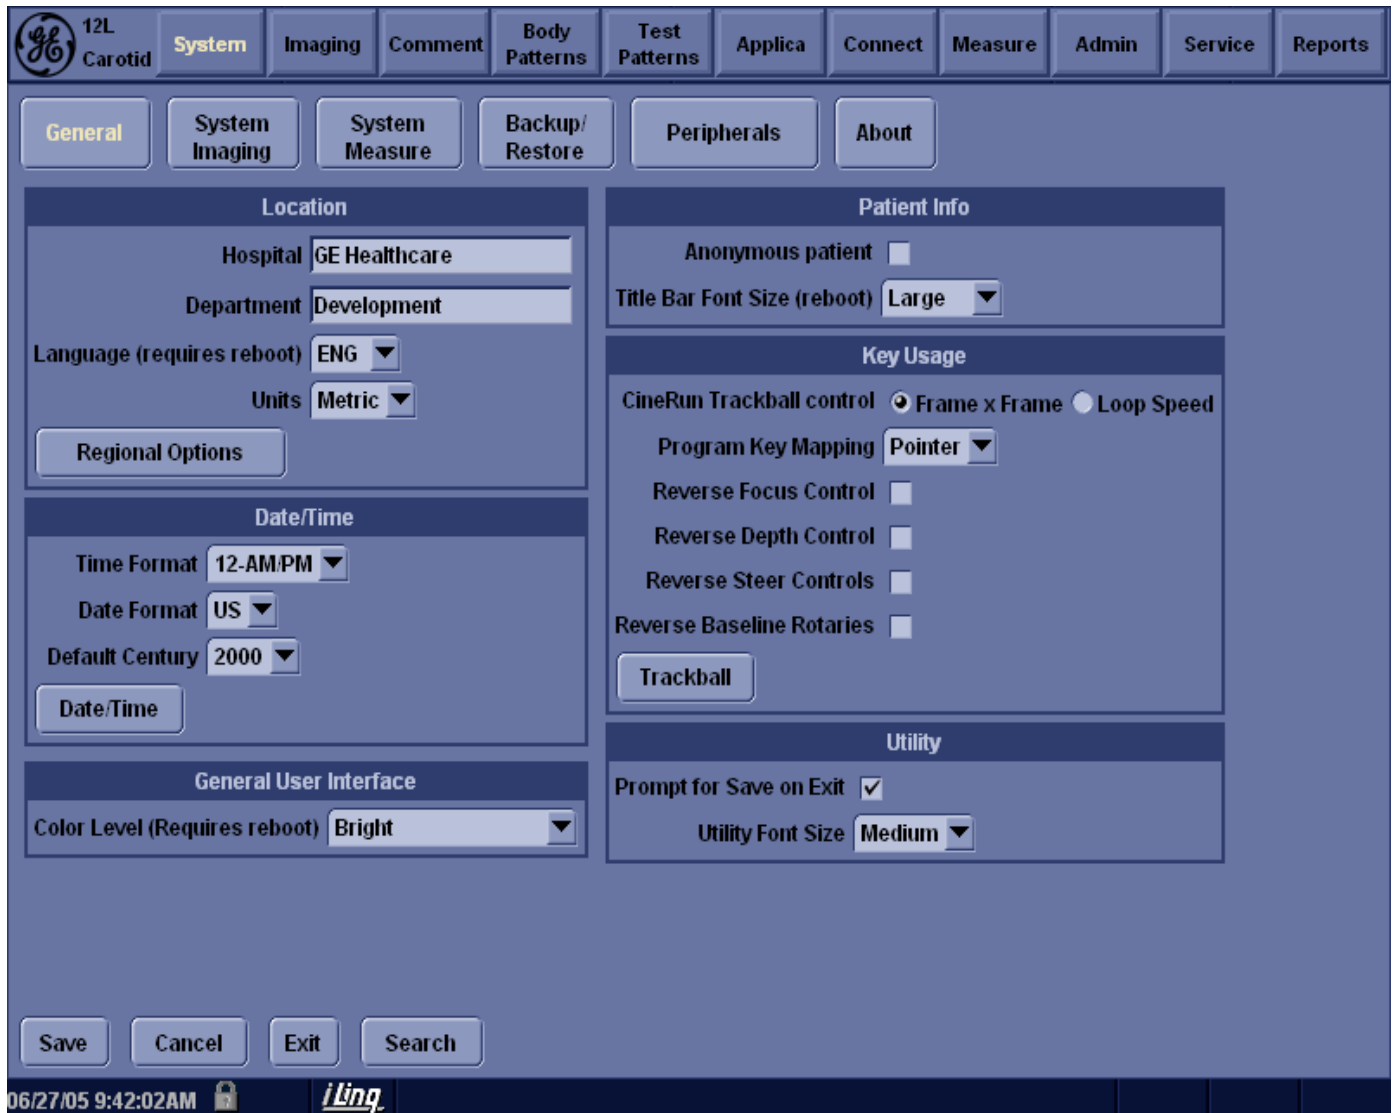 GE
12L
Carotid
System
Imaging
Comment
Body
Patterns
Test
Patterns
Applica
Connect
Measure
Admin
Service
Reports
General
System
Imaging
System
Measure
Backup/
Restore
Peripherals
About
Location
Hospital GE Healthcare
Department Development
Language (requires reboot) ENG
Units Metric
Regional Options
Date/Time
Time Format 12-AM/PM
Date Format US
Default Century 2000
Date/Time
General User Interface
Color Level (Requires reboot) Bright
Patient Info
Anonymous patient
Title Bar Font Size (reboot) Large
Key Usage
CineRun Trackball control Frame x Frame Loop Speed
Program Key Mapping Pointer
Reverse Focus Control
Reverse Depth Control
Reverse Steer Controls
Reverse Baseline Rotaries
Trackball
Utility
Prompt for Save on Exit
Utility Font Size Medium
Save
Cancel
Exit
Search
06/27/05 9:42:02AM
iLinq